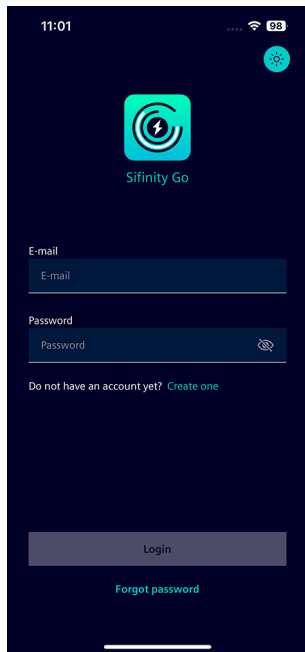 11:01
98
Sifinity Go
E-mail
E-mail
Password
Password
Do not have an account yet? Create one
Login
Forgot password